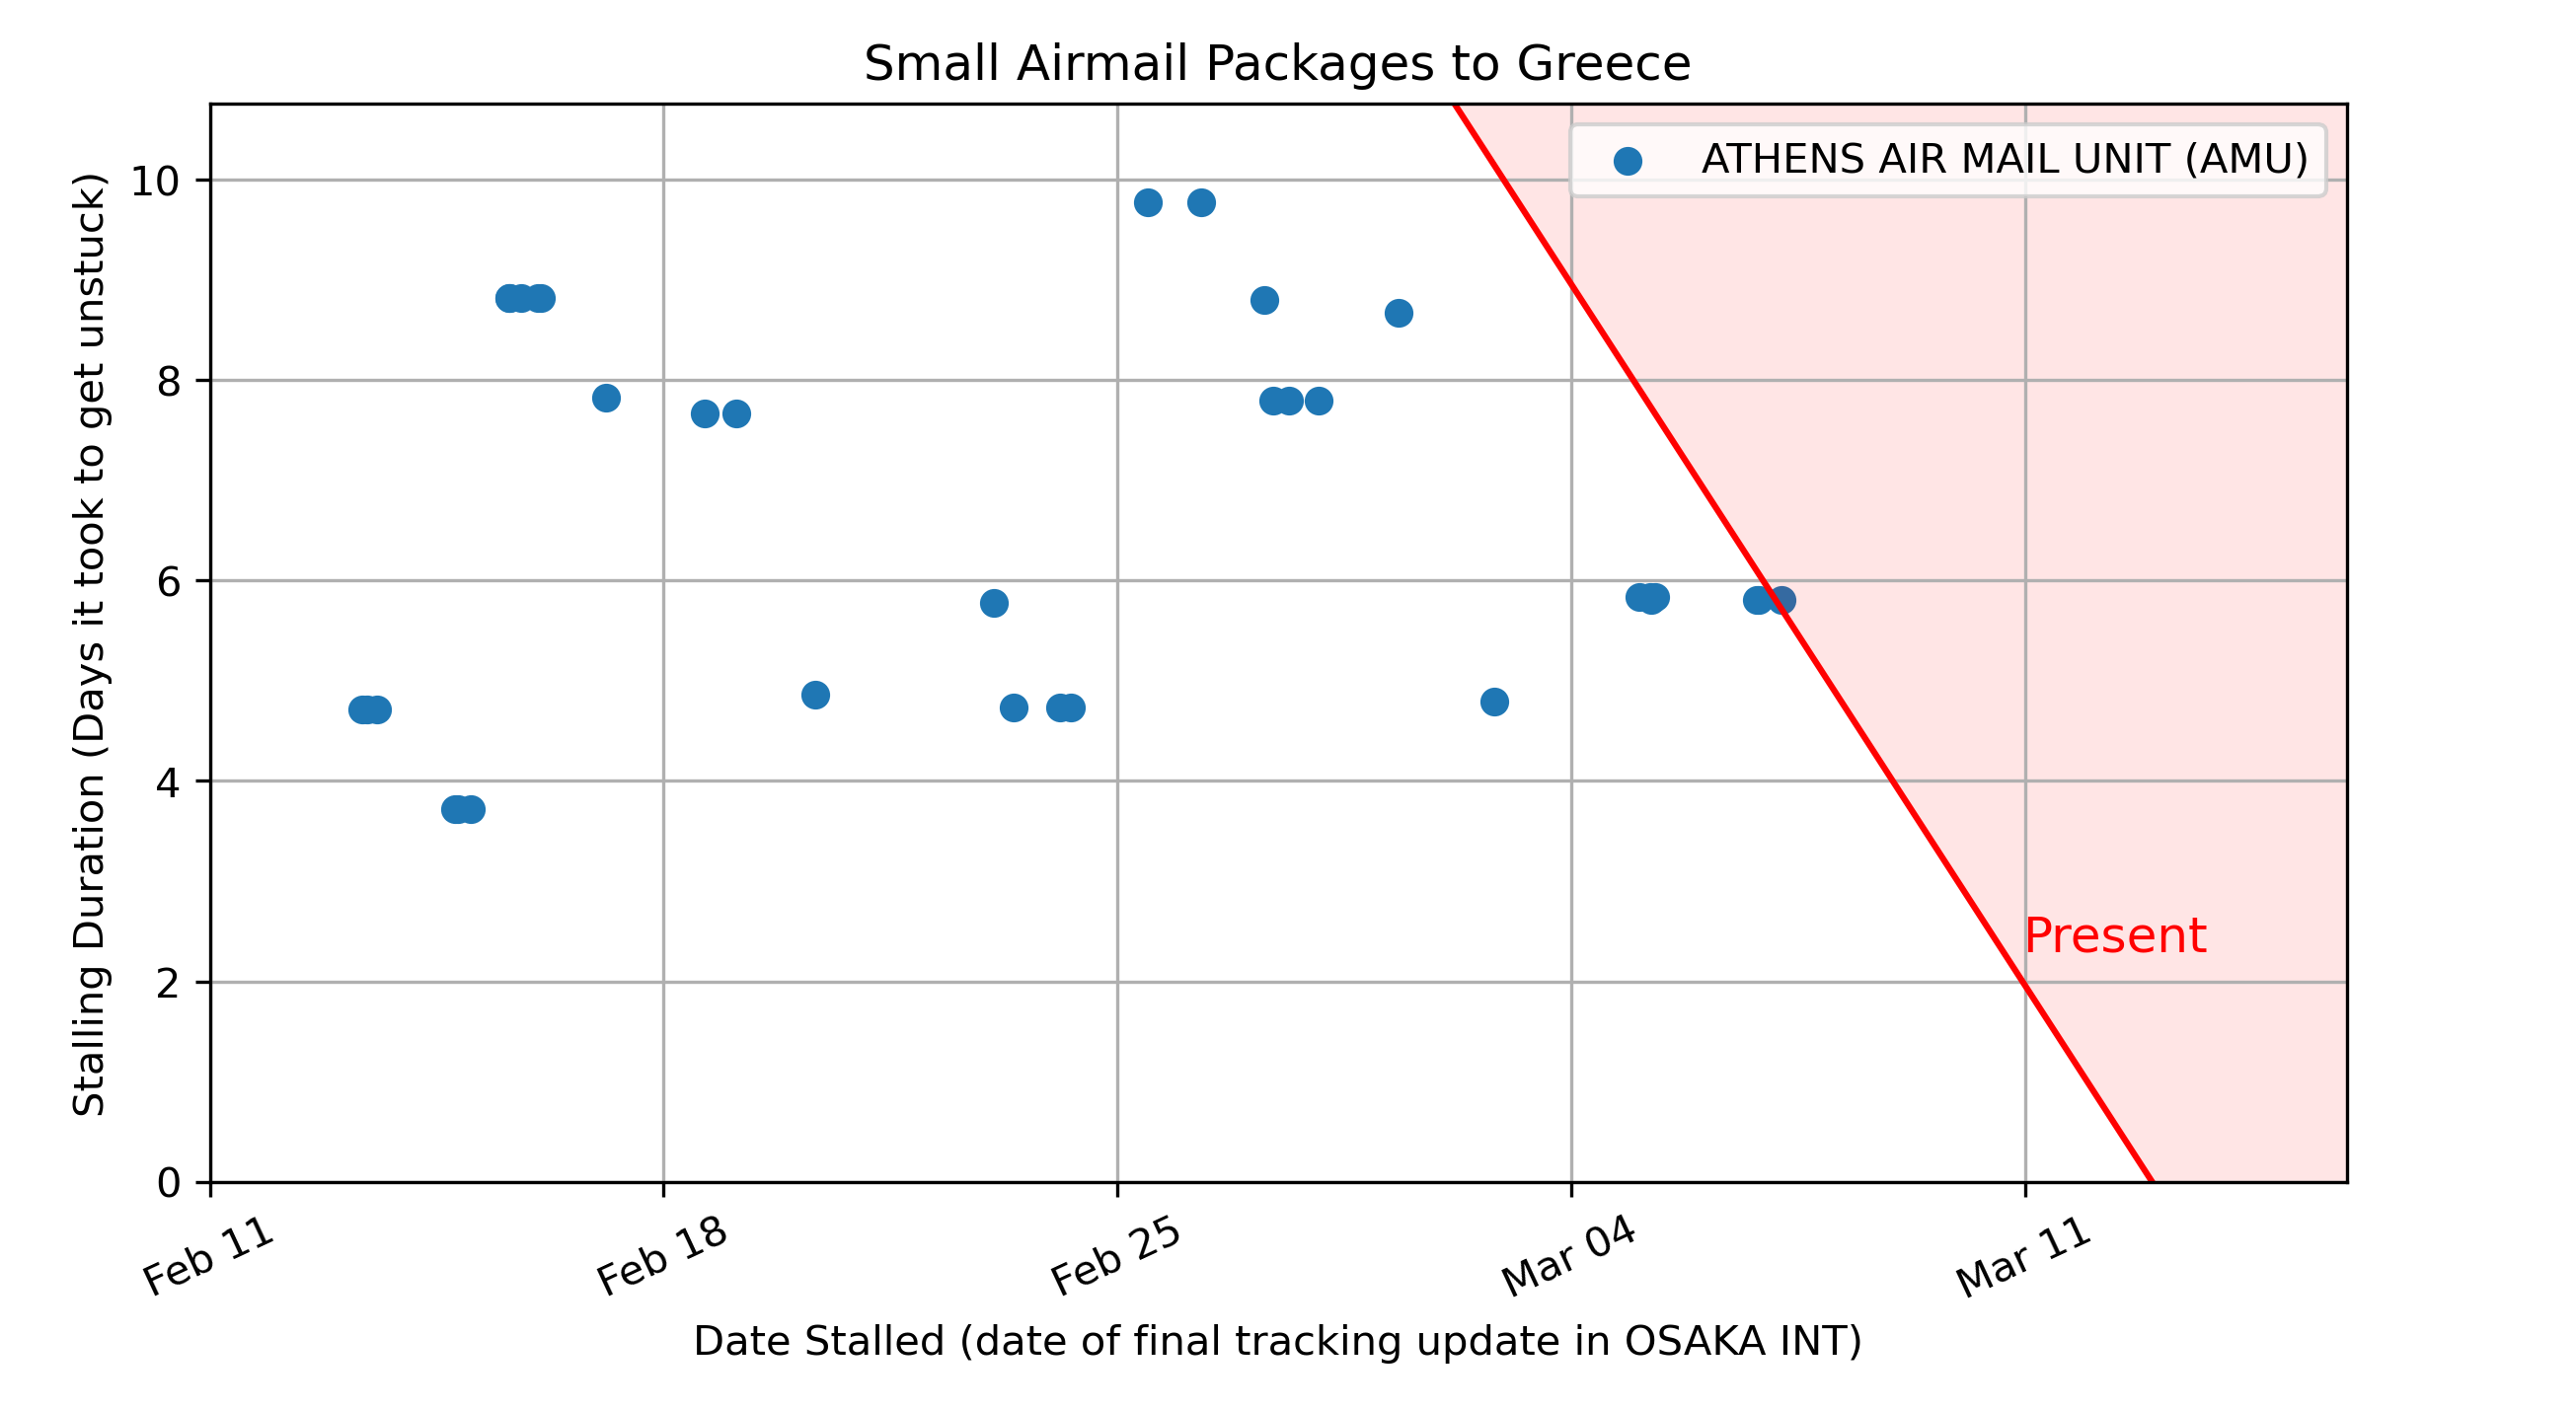 Small Airmail Packages to Greece
ATHENS AIR MAIL UNIT (AMU)
Stalling Duration (Days it took to get unstuck)
10
8
6
4
2
0
Present
Feb 11
Feb 18
Feb 25
Mar 04
Mar 11
Date Stalled (date of final tracking update in OSAKA INT)